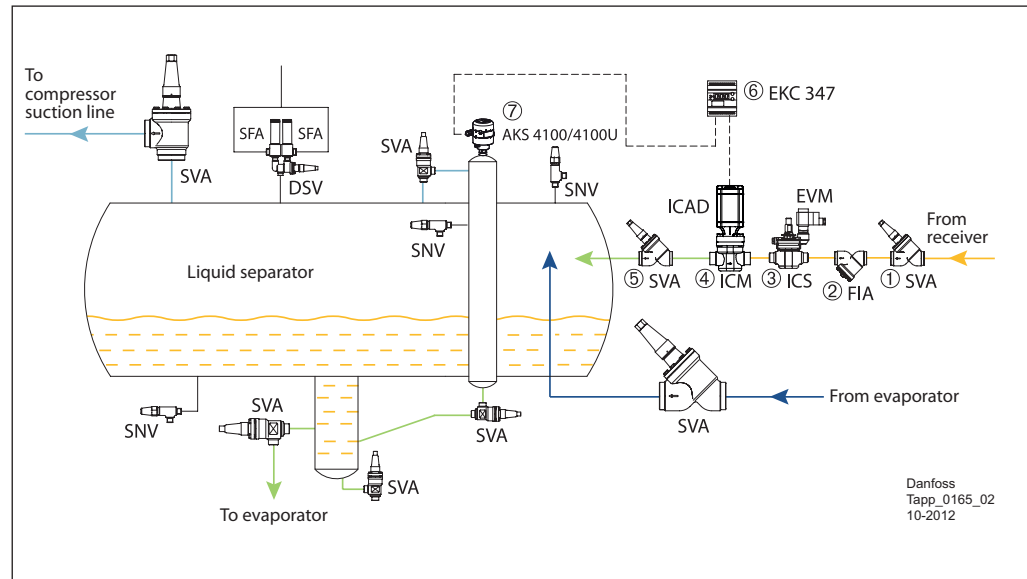 To
compressor
suction line
SVA
SFA
SFA
DSV
SVA
⑦
AKS 4100/4100U
SNV
SNV
⑥ EKC 347
ICAD
EVM
From
receiver
⑤ SVA
④ ICM
③ ICS
② FIA
① SVA
Liquid separator
From evaporator
SVA
SNV
SVA
SVA
SVA
To evaporator
Danfoss
Tapp_0165_02
10-2012